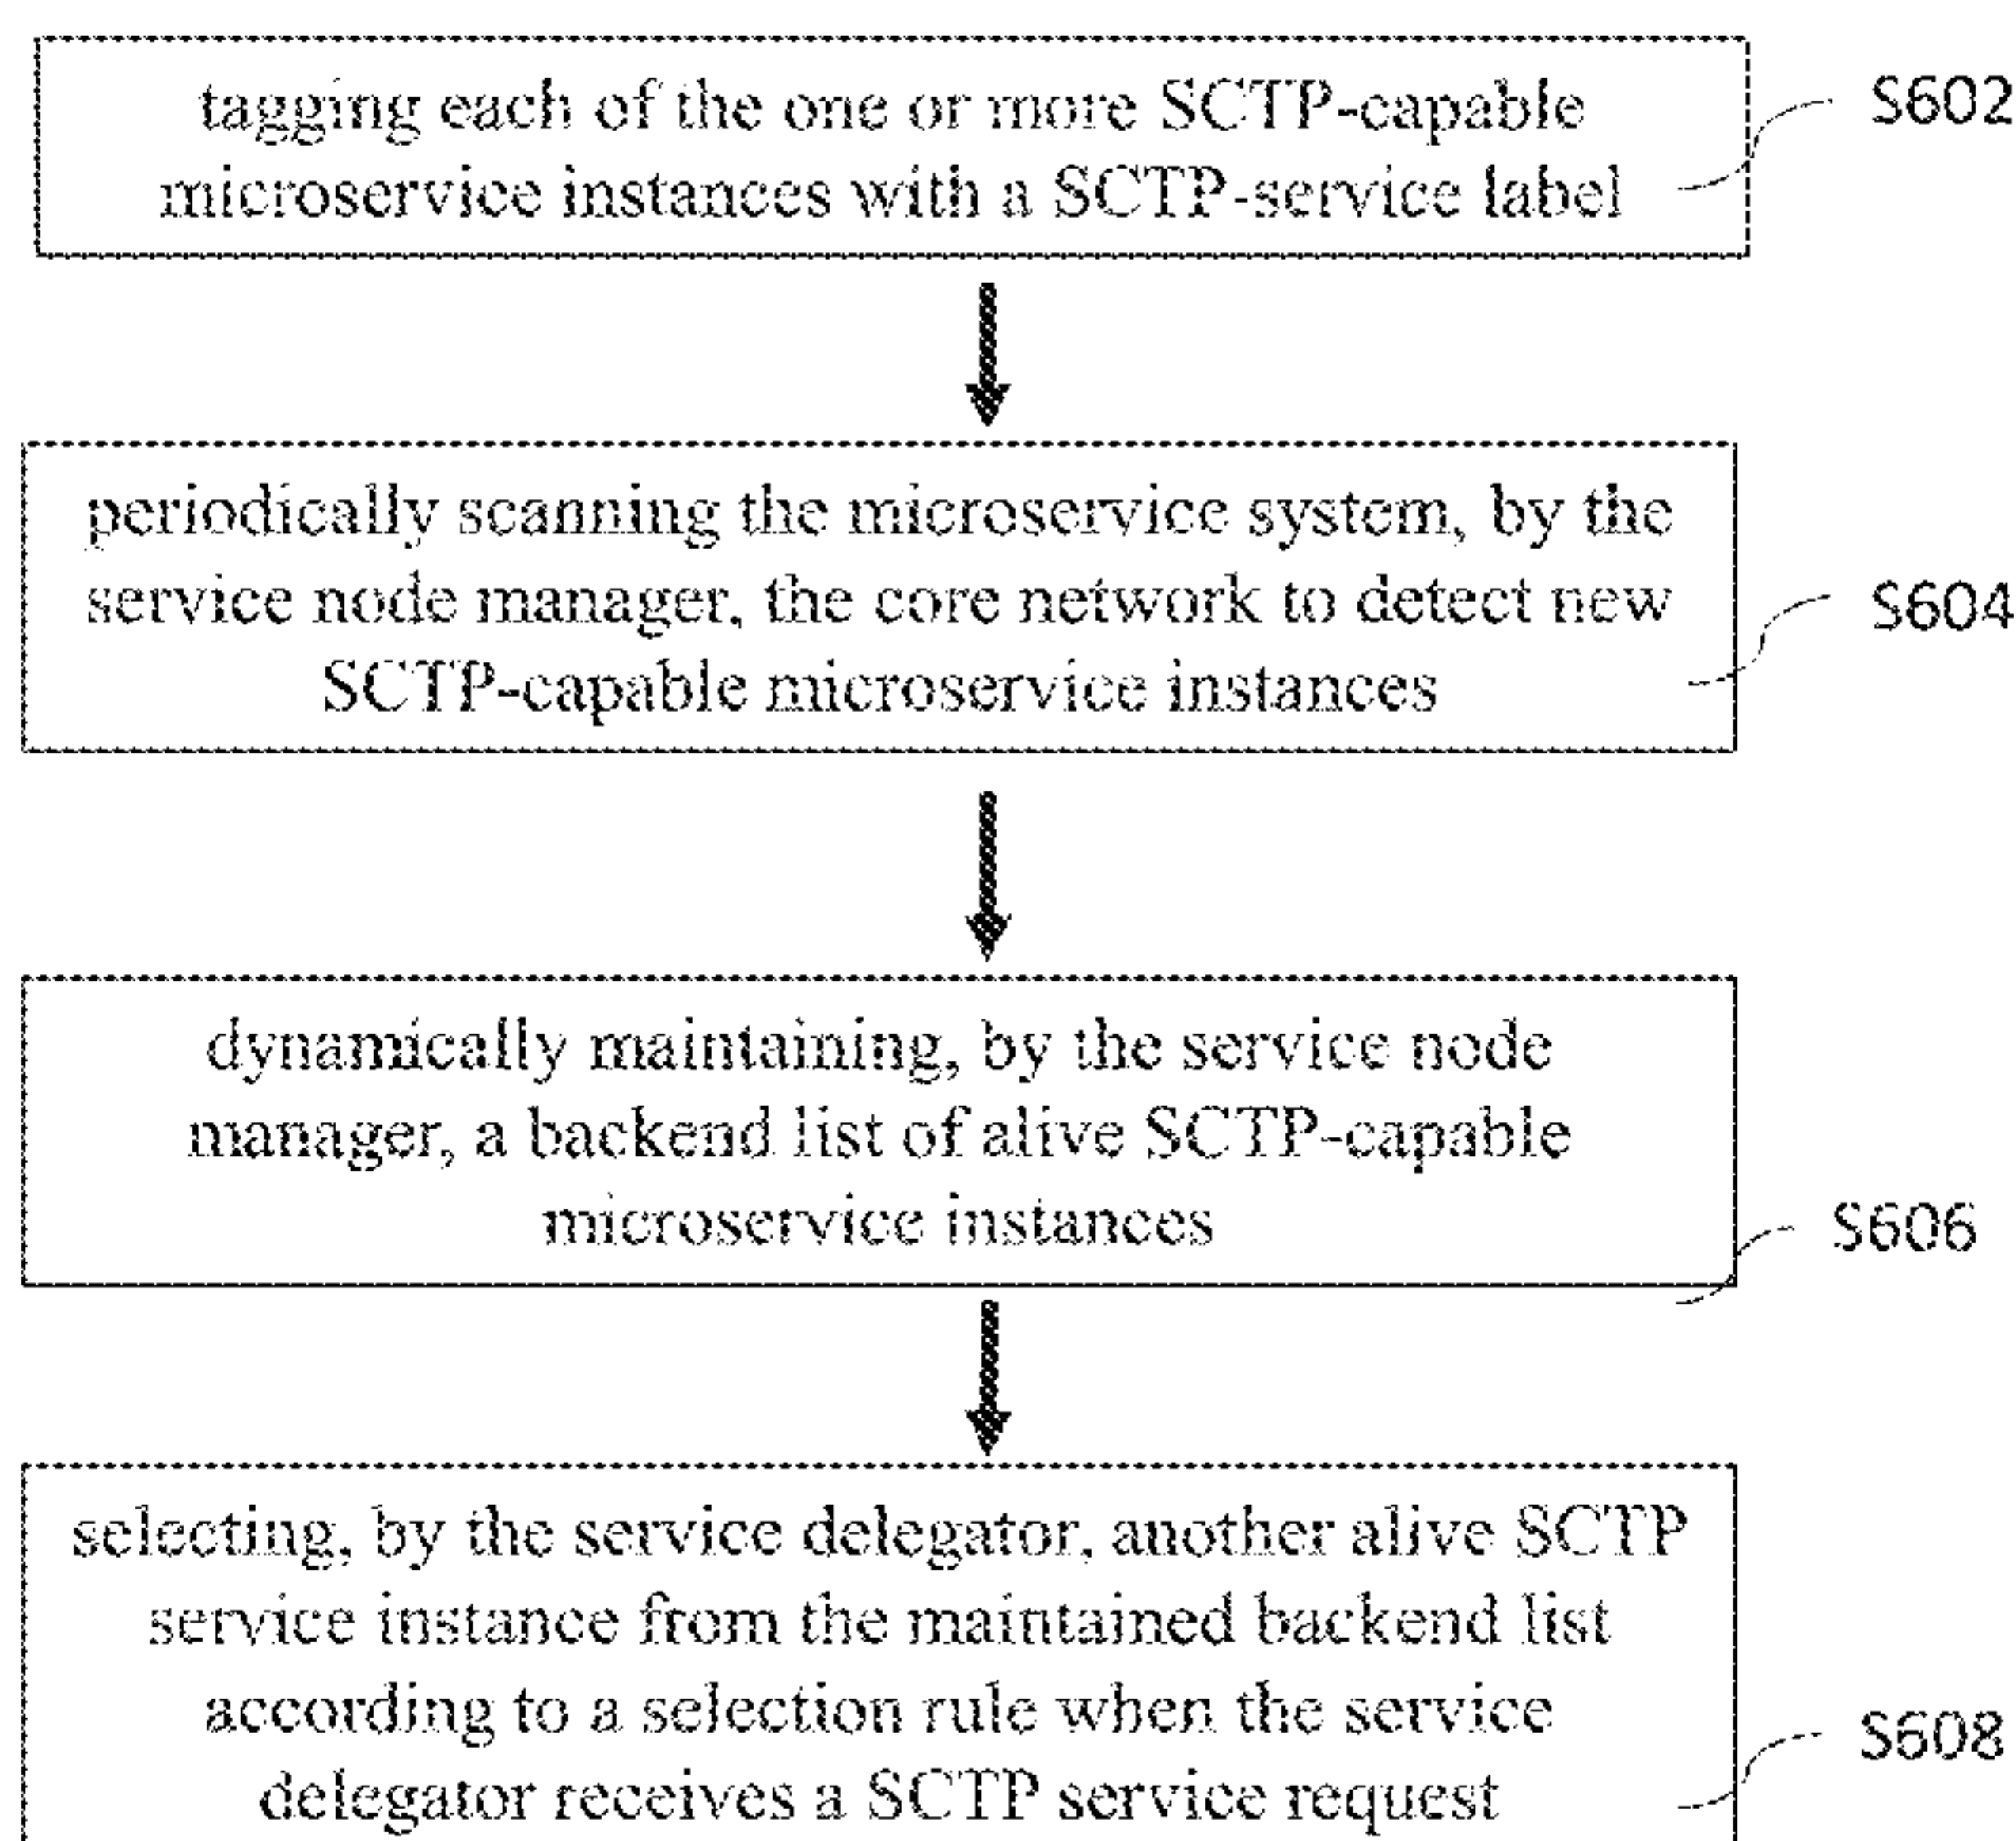 tagging each of the one or more SCTP-capable
microservice instances with a SCTP-service label
S602
periodically scanning the microservice system, by the
service node manager, the core network to detect new
SCTP-capable microservice instances
S604
dynamically maintaining, by the service node
manager, a backend list of alive SCTP-capable
microservice instances
S606
selecting, by the service delegator, another alive SCTP
service instance from the maintained backend list
according to a selection rule when the service
delegator receives a SCTP service request
S608